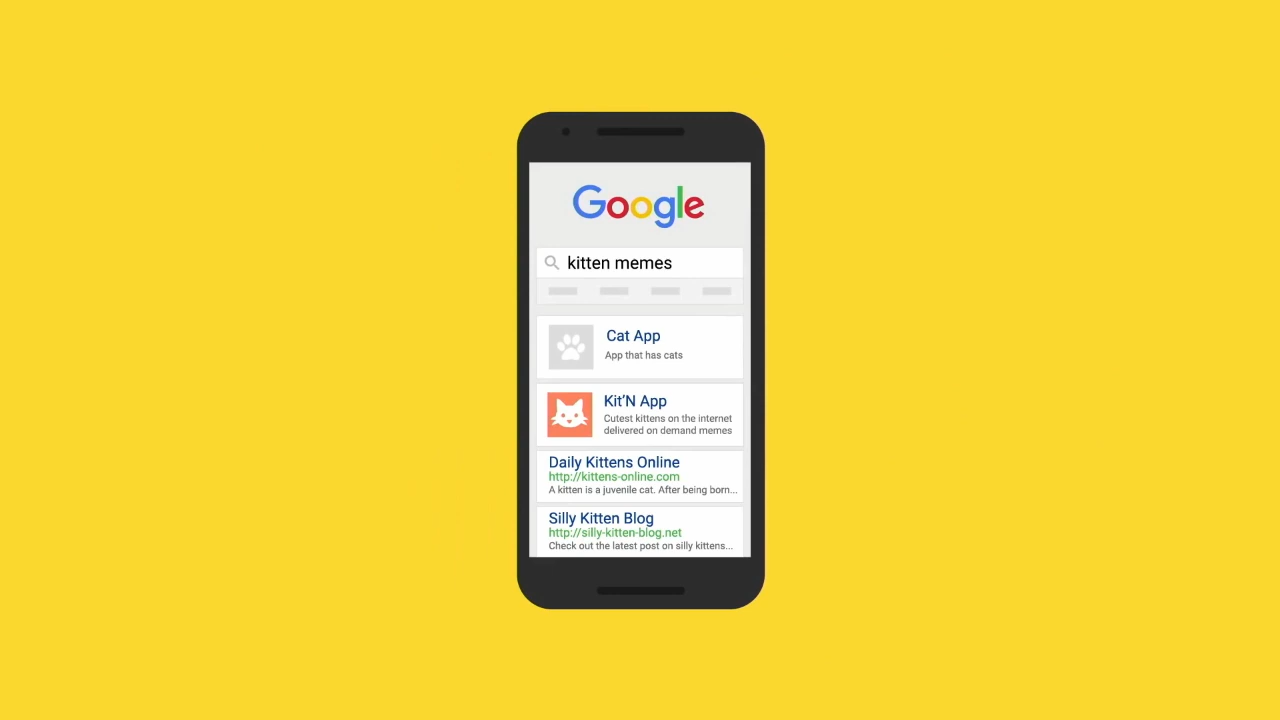 Google
kitten memes
Cat App
App that has cats
Kit'N App
Cutest kittens on the internet
delivered on demand memes
Daily Kittens Online
http://kittens-online.com
A kitten is a juvenile cat. After being born...
Silly Kitten Blog
http://silly-kitten-blog.net
Check out the latest post on silly kittens...